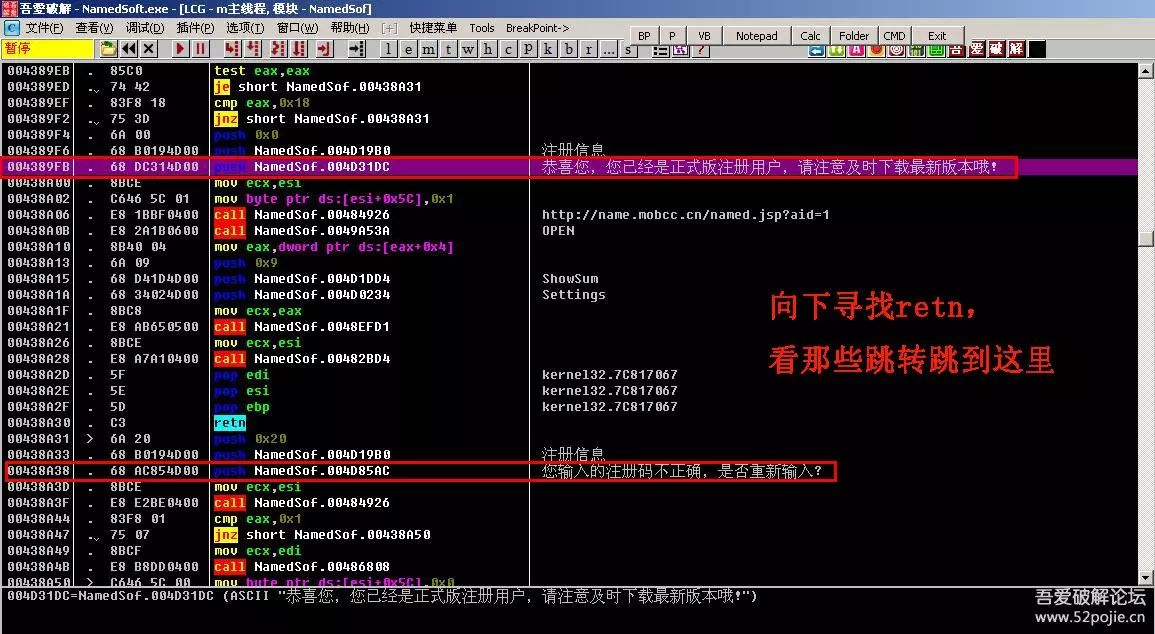 吾爱破解 - NamedSoft.exe - [LCG - m主线程, 模块 - NamedSof]
文件(F) 查看(V) 调试(D) 插件(P) 选项(T) 窗口(W) 帮助(H) [+] 快捷菜单 Tools BreakPoint->
BP P VB Notepad Calc Folder CMD Exit
暂停 l e m t w h c p k b r ... s ? 吾 爱 破 解
004389EB . 85C0 test eax,eax
004389ED . 74 42 je short NamedSof.00438A31
004389EF . 83F8 18 cmp eax,0x18
004389F2 . 75 3D jnz short NamedSof.00438A31
004389F4 . 6A 00 push 0x0
004389F6 . 68 B0194D00 push NamedSof.004D19B0 注册信息
004389FB . 68 DC314D00 push NamedSof.004D31DC 恭喜您，您已经是正式版注册用户，请注意及时下载最新版本哦!
00438A00 . 8BCE mov ecx,esi
00438A02 . C646 5C 01 mov byte ptr ds:[esi+0x5C],0x1
00438A06 . E8 1BBF0400 call NamedSof.00484926 http://name.mobcc.cn/named.jsp?aid=1
00438A0B . E8 2A1B0600 call NamedSof.0049A53A OPEN
00438A10 . 8B40 04 mov eax,dword ptr ds:[eax+0x4]
00438A13 . 6A 09 push 0x9
00438A15 . 68 D41D4D00 push NamedSof.004D1DD4 ShowSum
00438A1A . 68 34024D00 push NamedSof.004D0234 Settings
00438A1F . 8BC8 mov ecx,eax
00438A21 . E8 AB650500 call NamedSof.0048EFD1
00438A26 . 8BCE mov ecx,esi
00438A28 . E8 A7A10400 call NamedSof.00482BD4
00438A2D . 5F pop edi kernel32.7C817067
00438A2E . 5E pop esi kernel32.7C817067
00438A2F . 5D pop ebp kernel32.7C817067
00438A30 . C3 retn
00438A31 > 6A 20 push 0x20
00438A33 . 68 B0194D00 push NamedSof.004D19B0 注册信息
00438A38 . 68 AC854D00 push NamedSof.004D85AC 您输入的注册码不正确，是否重新输入?
00438A3D . 8BCE mov ecx,esi
00438A3F . E8 E2BE0400 call NamedSof.00484926
00438A44 . 83F8 01 cmp eax,0x1
00438A47 . 75 07 jnz short NamedSof.00438A50
00438A49 . 8BCF mov ecx,edi
00438A4B . E8 B8DD0400 call NamedSof.00486808
00438A50 > C646 5C 00 mov byte ptr ds:[esi+0x5C],0x0
向下寻找retn，
看那些跳转跳到这里
004D31DC=NamedSof.004D31DC (ASCII "恭喜您，您已经是正式版注册用户，请注意及时下载最新版本哦!")
吾爱破解论坛
www.52pojie.cn